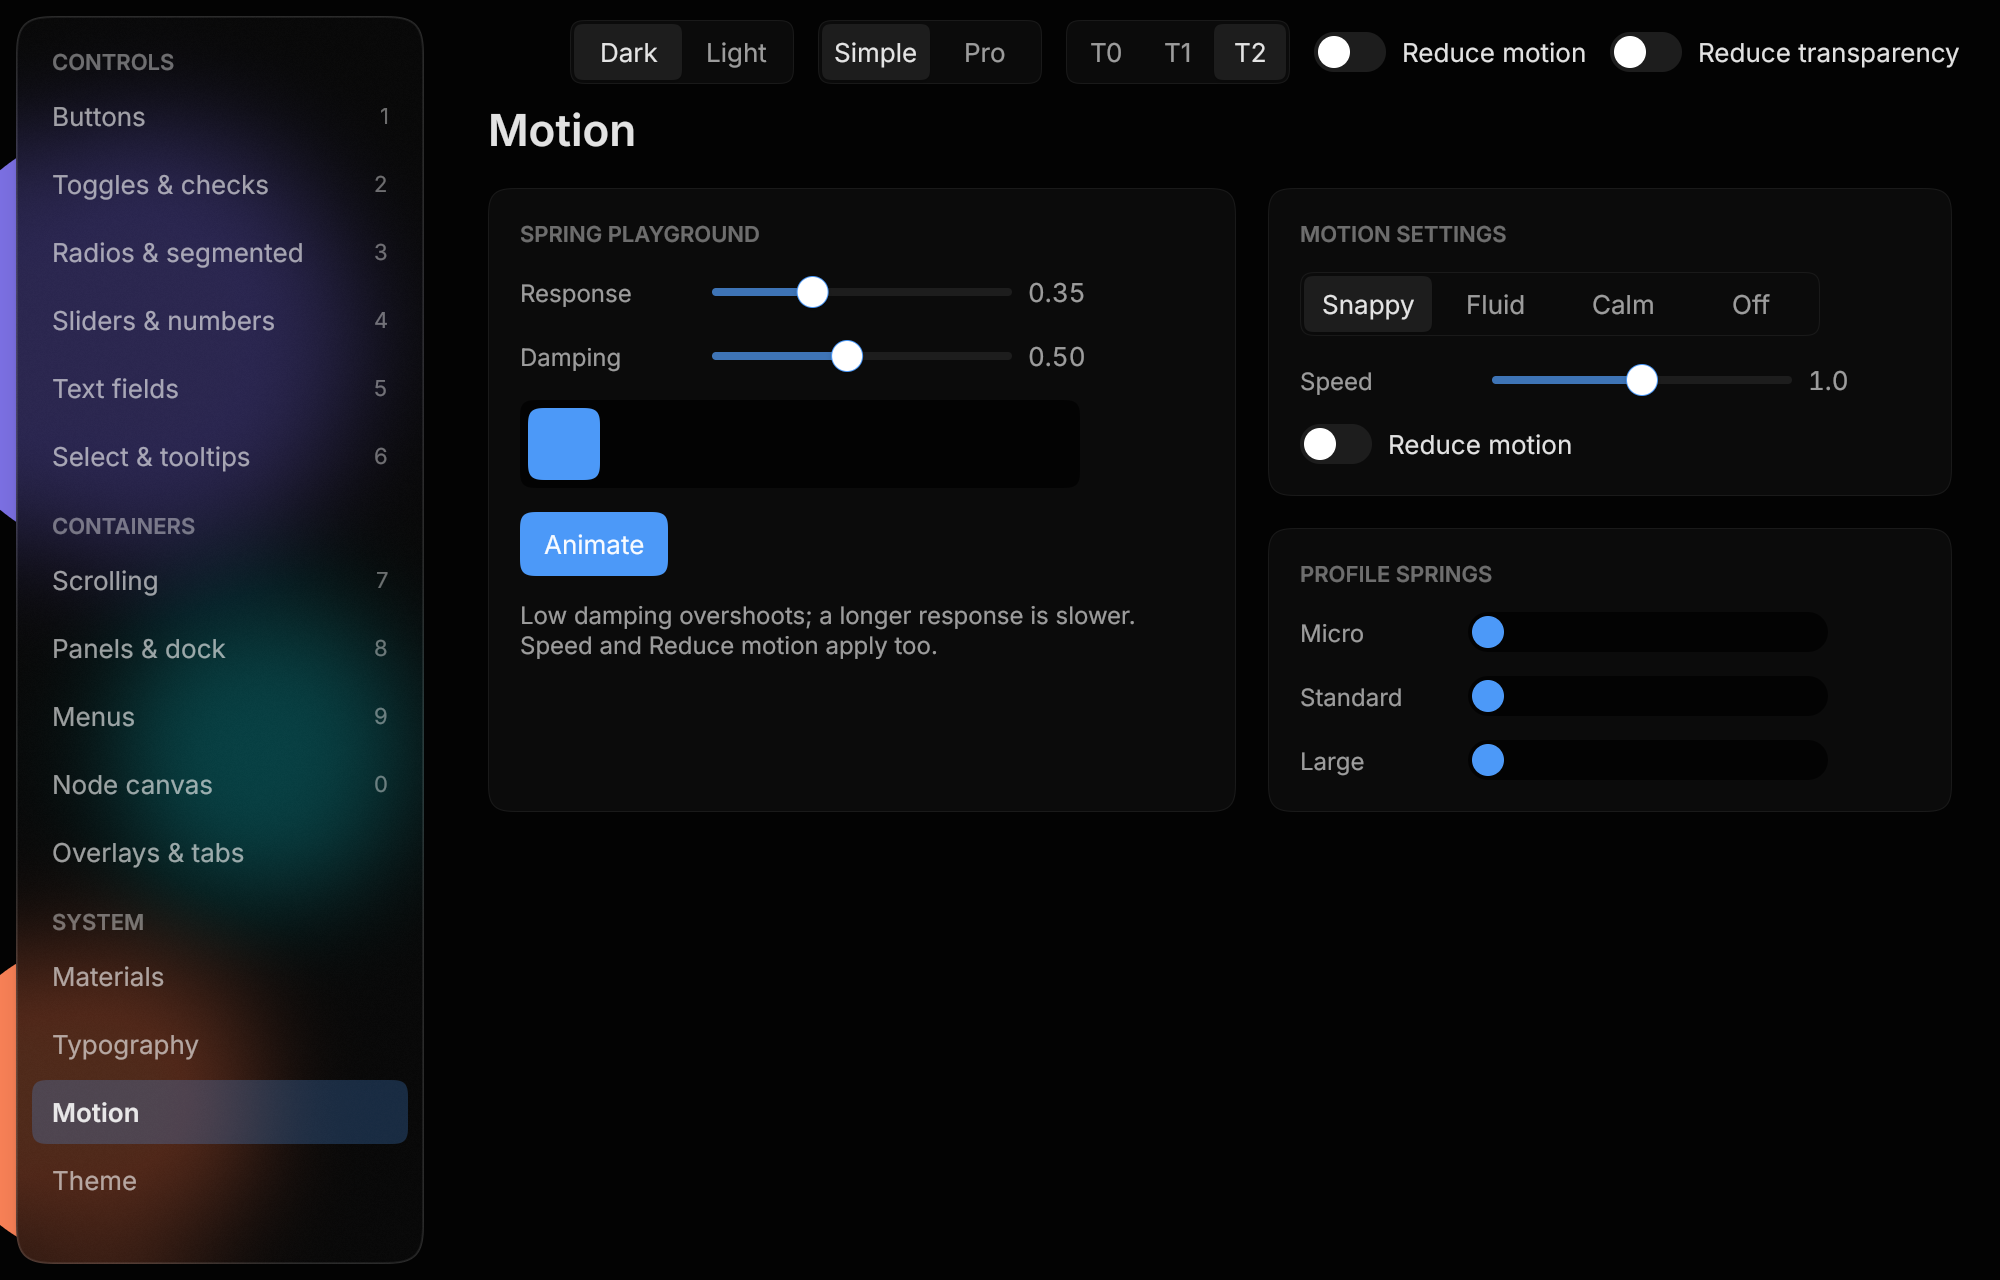 CONTROLS
Buttons 1
Toggles & checks 2
Radios & segmented 3
Sliders & numbers 4
Text fields 5
Select & tooltips 6
CONTAINERS
Scrolling 7
Panels & dock 8
Menus 9
Node canvas 0
Overlays & tabs
SYSTEM
Materials
Typography
Motion
Theme
Dark Light Simple Pro T0 T1 T2 Reduce motion Reduce transparency
Motion
SPRING PLAYGROUND
Response 0.35
Damping 0.50
Animate
Low damping overshoots; a longer response is slower.
Speed and Reduce motion apply too.
MOTION SETTINGS
Snappy Fluid Calm Off
Speed 1.0
Reduce motion
PROFILE SPRINGS
Micro
Standard
Large